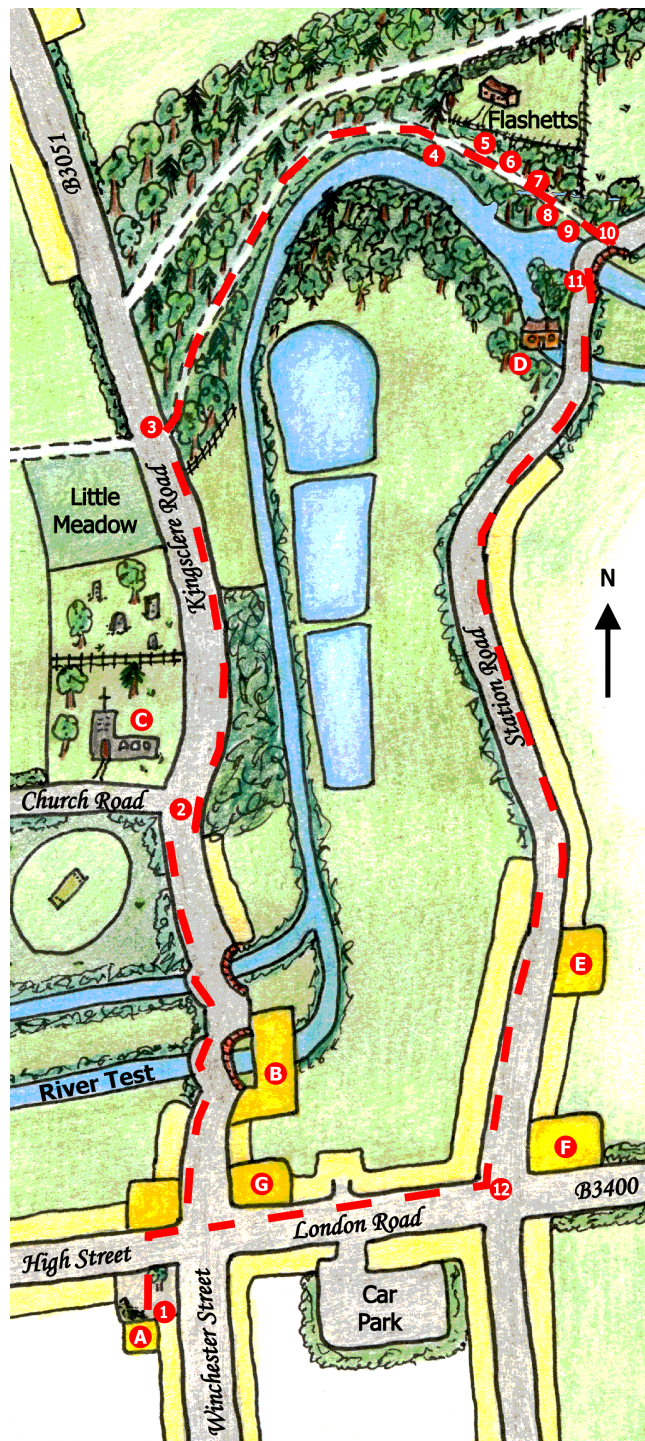 B3051
Flashetts
5
4
6
7
8
9
10
11
D
3
Little
Meadow
Kingsclere Road
N
Station Road
C
Church Road
2
E
River Test
B
F
G
12
B3400
London Road
High Street
1
A
Car
Park
Winchester Street